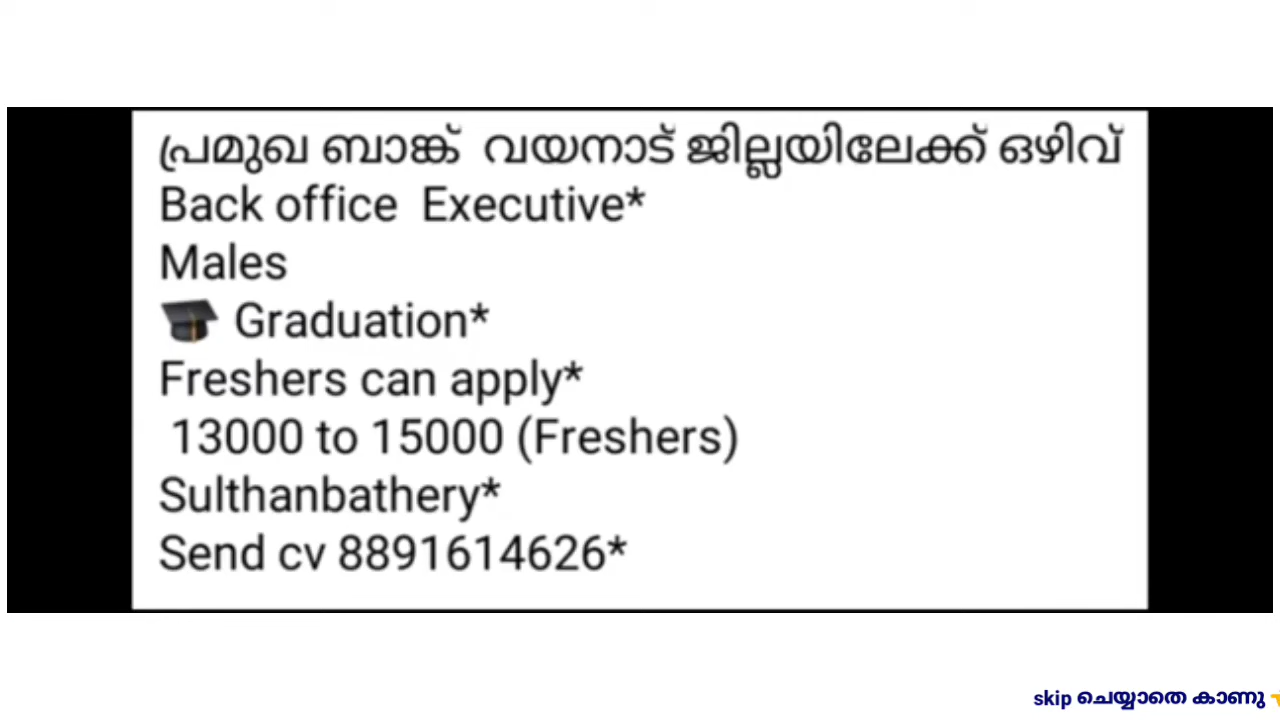 പ്രമുഖ ബാങ്ക് വയനാട് ജില്ലയിലേക്ക് ഒഴിവ്
Back office Executive*
Males
🎓 Graduation*
Freshers can apply*
13000 to 15000 (Freshers)
Sulthanbathery*
Send cv 8891614626*
skip ചെയ്യാതെ കാണു